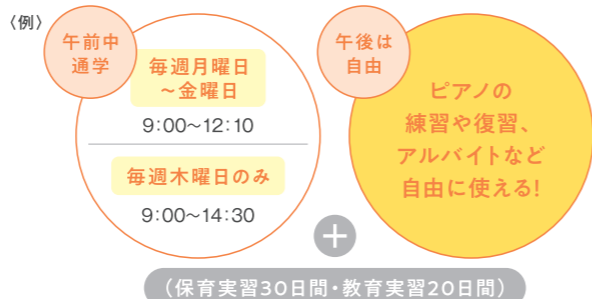 〈例〉
午前中
通学
毎週月曜日
～金曜日
9:00～12:10
毎週木曜日のみ
9:00～14:30
午後は
自由
ピアノの
練習や復習、
アルバイトなど
自由に使える！
＋
（保育実習30日間・教育実習20日間）